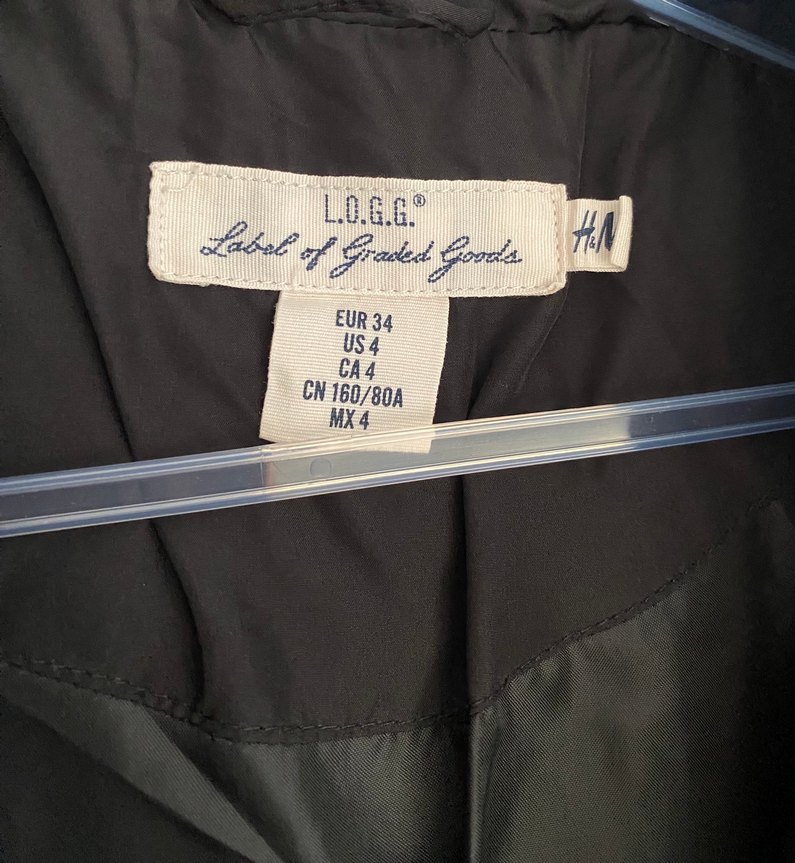 L.O.G.G.®
Label of Graded Goods
H&M
EUR 34
US 4
CA 4
CN 160/80A
MX 4